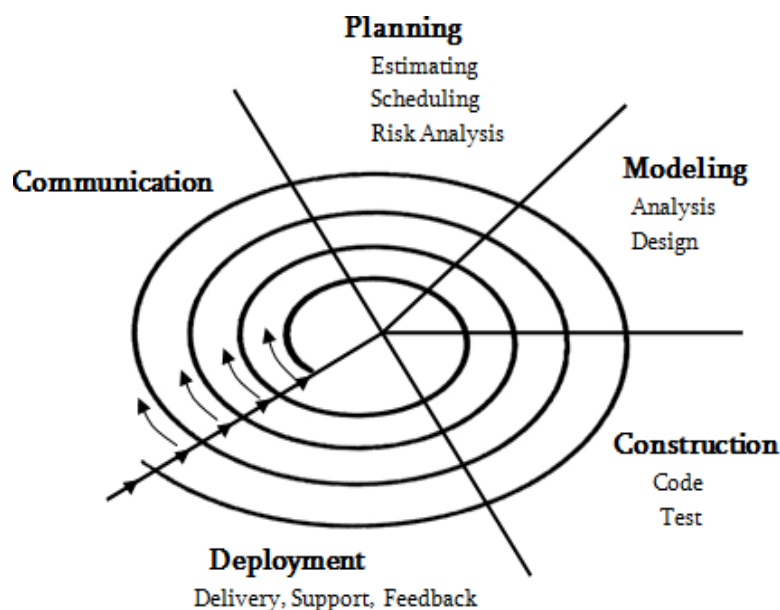 Planning
Estimating
Scheduling
Risk Analysis
Communication
Modeling
Analysis
Design
Construction
Code
Test
Deployment
Delivery, Support, Feedback